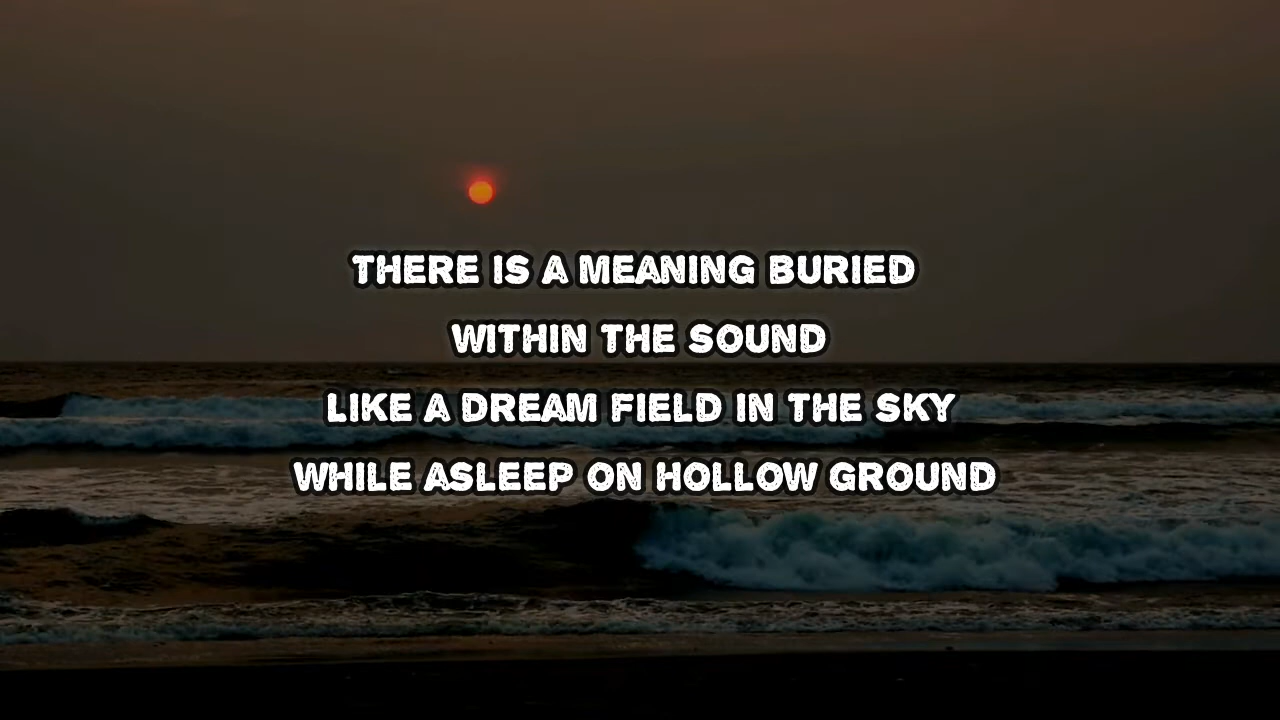 THERE IS A MEANING BURIED
WITHIN THE SOUND
LIKE A DREAM FIELD IN THE SKY
WHILE ASLEEP ON HOLLOW GROUND